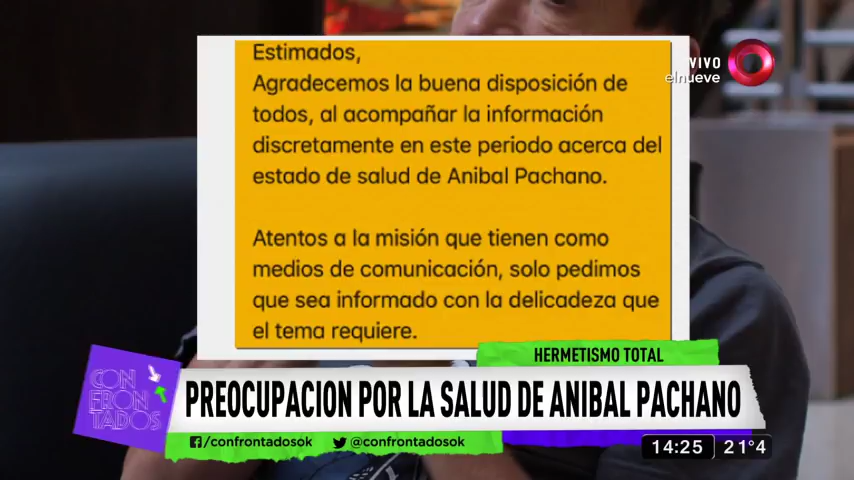 Estimados,
Agradecemos la buena disposición de
todos, al acompañar la información
discretamente en este periodo acerca del
estado de salud de Anibal Pachano.
Atentos a la misión que tienen como
medios de comunicación, solo pedimos
que sea informado con la delicadeza que
el tema requiere.
VIVO
elnueve
HERMETISMO TOTAL
CON
FRON
TADOS
PREOCUPACION POR LA SALUD DE ANIBAL PACHANO
/confrontadosok @confrontadosok
14:25 21°4